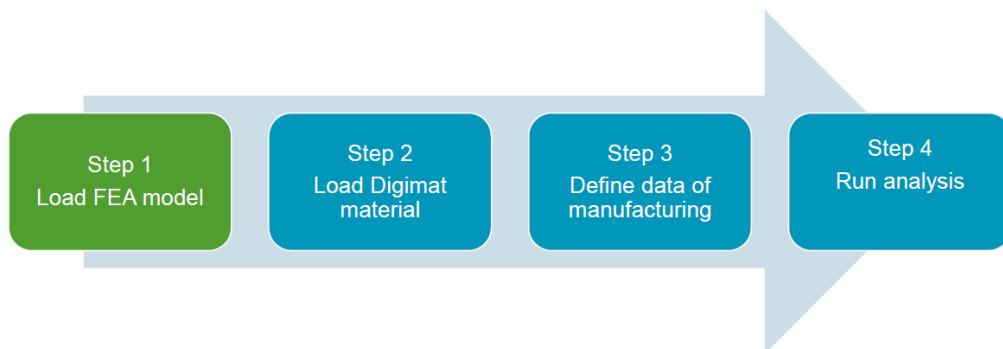 Step 1
Load FEA model
Step 2
Load Digimat
material
Step 3
Define data of
manufacturing
Step 4
Run analysis